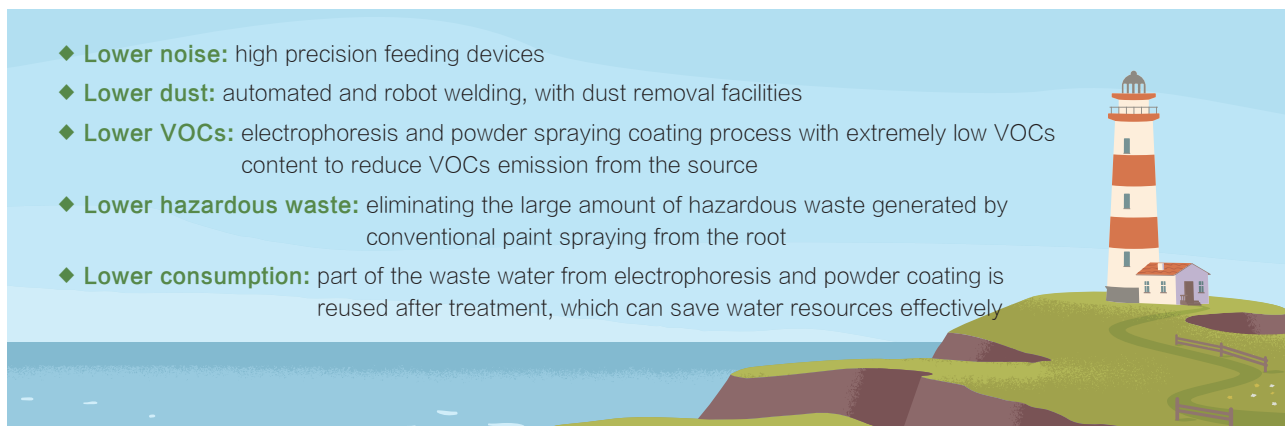 ◆ Lower noise: high precision feeding devices
◆ Lower dust: automated and robot welding, with dust removal facilities
◆ Lower VOCs: electrophoresis and powder spraying coating process with extremely low VOCs
content to reduce VOCs emission from the source
◆ Lower hazardous waste: eliminating the large amount of hazardous waste generated by
conventional paint spraying from the root
◆ Lower consumption: part of the waste water from electrophoresis and powder coating is
reused after treatment, which can save water resources effectively